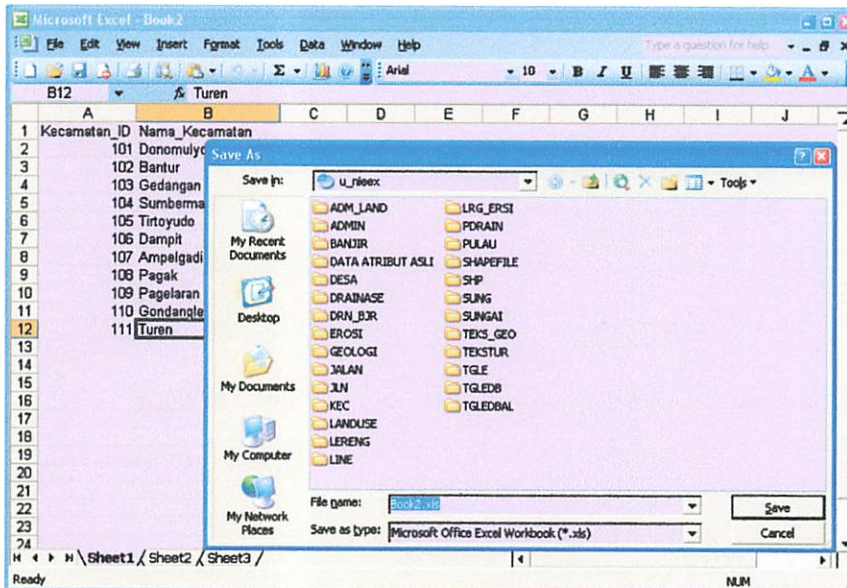 Microsoft Excel - Book2
File Edit View Insert Format Tools Data Window Help Type a question for help
Arial 10 B I U
B12 fx Turen
A B C D E F G H I J
1 Kecamatan_ID Nama_Kecamatan
2 101 Donomulyo
3 102 Bantur
4 103 Gedangan
5 104 Sumberma
6 105 Tirtoyudo
7 106 Dampit
8 107 Ampelgadi
9 108 Pagak
10 109 Pagelaran
11 110 Gondangle
12 111 Turen
13
14
15
16
17
18
19
20
21
22
23
24
Save As
Save in: u_nieex Tools
My Recent Documents
Desktop
My Documents
My Computer
My Network Places
ADM_LAND
ADMIN
BANJIR
DATA ATRIBUT ASLI
DESA
DRAINASE
DRN_BJR
EROSI
GEOLOGI
JALAN
JLN
KEC
LANDUSE
LERENG
LINE
LRG_ERSI
PDRAIN
PULAU
SHAPEFILE
SHP
SUNG
SUNGAI
TEKS_GEO
TEKSTUR
TGLE
TGLEDB
TGLEDBAL
File name: Book2.xls Save
Save as type: Microsoft Office Excel Workbook (*.xls) Cancel
Sheet1 Sheet2 Sheet3
Ready NUM